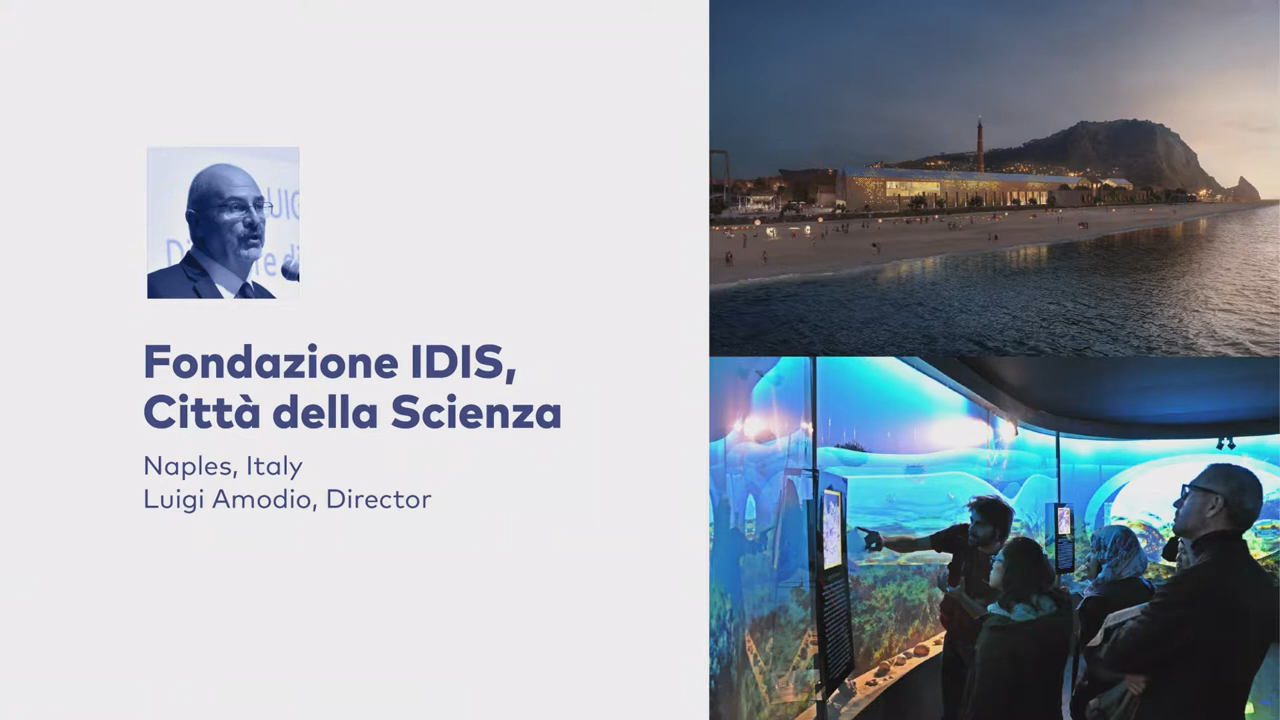 Fondazione IDIS,
Città della Scienza
Naples, Italy
Luigi Amodio, Director